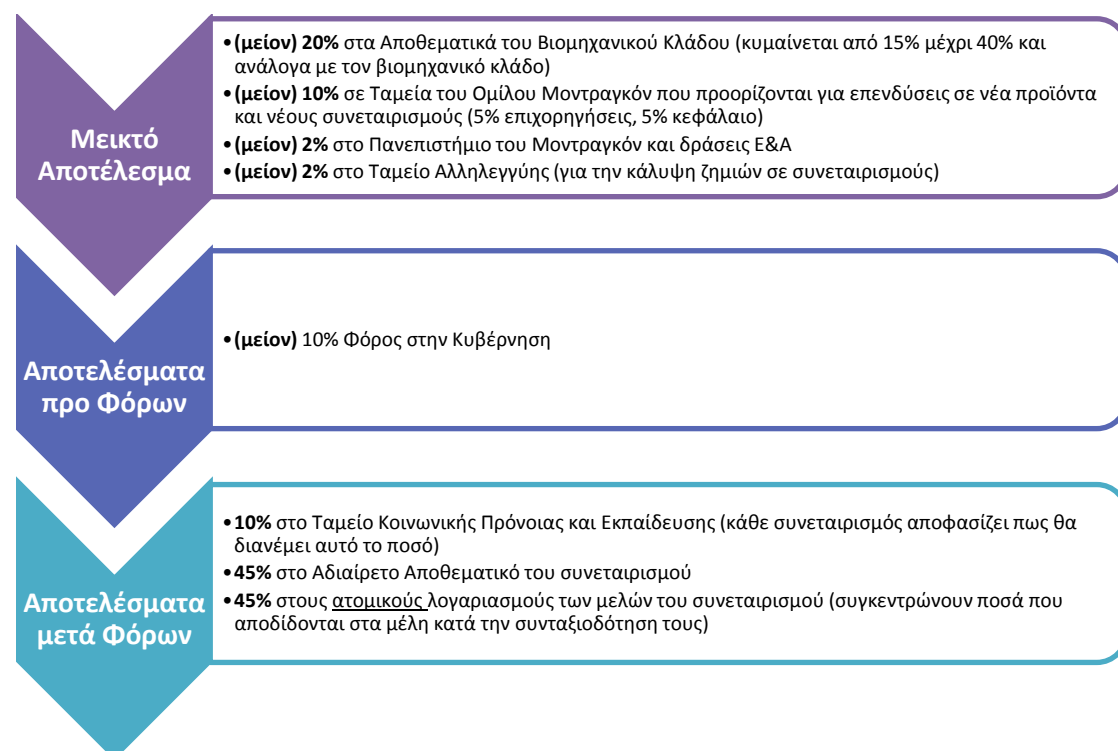 Μεικτό
Αποτέλεσμα
•(μείον) 20% στα Αποθεματικά του Βιομηχανικού Κλάδου (κυμαίνεται από 15% μέχρι 40% και
ανάλογα με τον βιομηχανικό κλάδο)
•(μείον) 10% σε Ταμεία του Ομίλου Μοντραγκόν που προορίζονται για επενδύσεις σε νέα προϊόντα
και νέους συνεταιρισμούς (5% επιχορηγήσεις, 5% κεφάλαιο)
•(μείον) 2% στο Πανεπιστήμιο του Μοντραγκόν και δράσεις Ε&Α
•(μείον) 2% στο Ταμείο Αλληλεγγύης (για την κάλυψη ζημιών σε συνεταιρισμούς)
Αποτελέσματα
προ Φόρων
•(μείον) 10% Φόρος στην Κυβέρνηση
Αποτελέσματα
μετά Φόρων
•10% στο Ταμείο Κοινωνικής Πρόνοιας και Εκπαίδευσης (κάθε συνεταιρισμός αποφασίζει πως θα
διανέμει αυτό το ποσό)
•45% στο Αδιαίρετο Αποθεματικό του συνεταιρισμού
•45% στους ατομικούς λογαριασμούς των μελών του συνεταιρισμού (συγκεντρώνουν ποσά που
αποδίδονται στα μέλη κατά την συνταξιοδότηση τους)